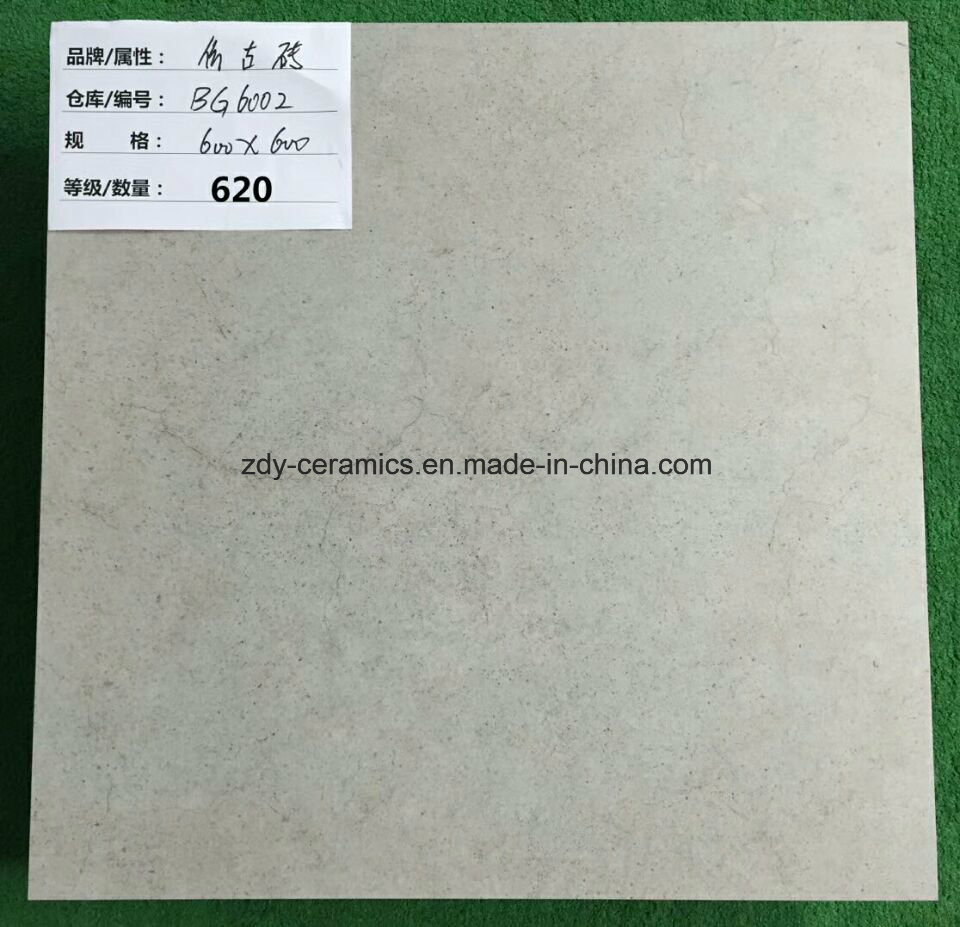 品牌/属性： 仿古砖
仓库/编号： BG6002
规 格： 600X600
等级/数量： 620
zdy-ceramics.en.made-in-china.com